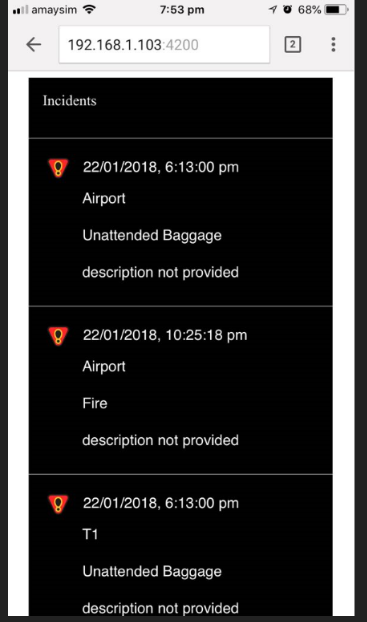 amaysim 7:53 pm 68%
192.168.1.103:4200 2
Incidents
22/01/2018, 6:13:00 pm
Airport
Unattended Baggage
description not provided
22/01/2018, 10:25:18 pm
Airport
Fire
description not provided
22/01/2018, 6:13:00 pm
T1
Unattended Baggage
description not provided